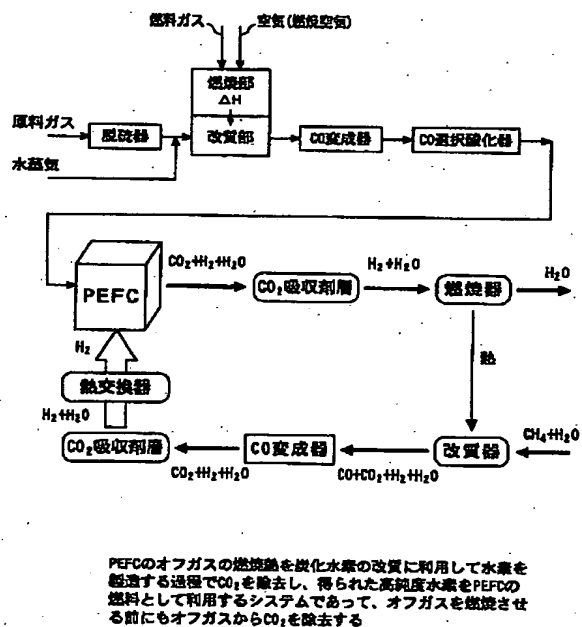 燃料ガス 空気(燃焼空気)
燃焼部
ΔH
改質部
原料ガス
脱硫器
水蒸気
CO変成器
CO選択酸化器
PEFC
CO₂+H₂+H₂O
CO₂吸収剤層
H₂+H₂O
燃焼器
H₂O
H₂
熱
熱交換器
H₂+H₂O
CO₂吸収剤層
CO₂+H₂+H₂O
CO変成器
CO+CO₂+H₂+H₂O
改質器
CH₄+H₂O
PEFCのオフガスの燃焼熱を炭化水素の改質に利用して水素を
製造する過程でCO₂を除去し、得られた高純度水素をPEFCの
燃料として利用するシステムであって、オフガスを燃焼させ
る前にもオフガスからCO₂を除去する